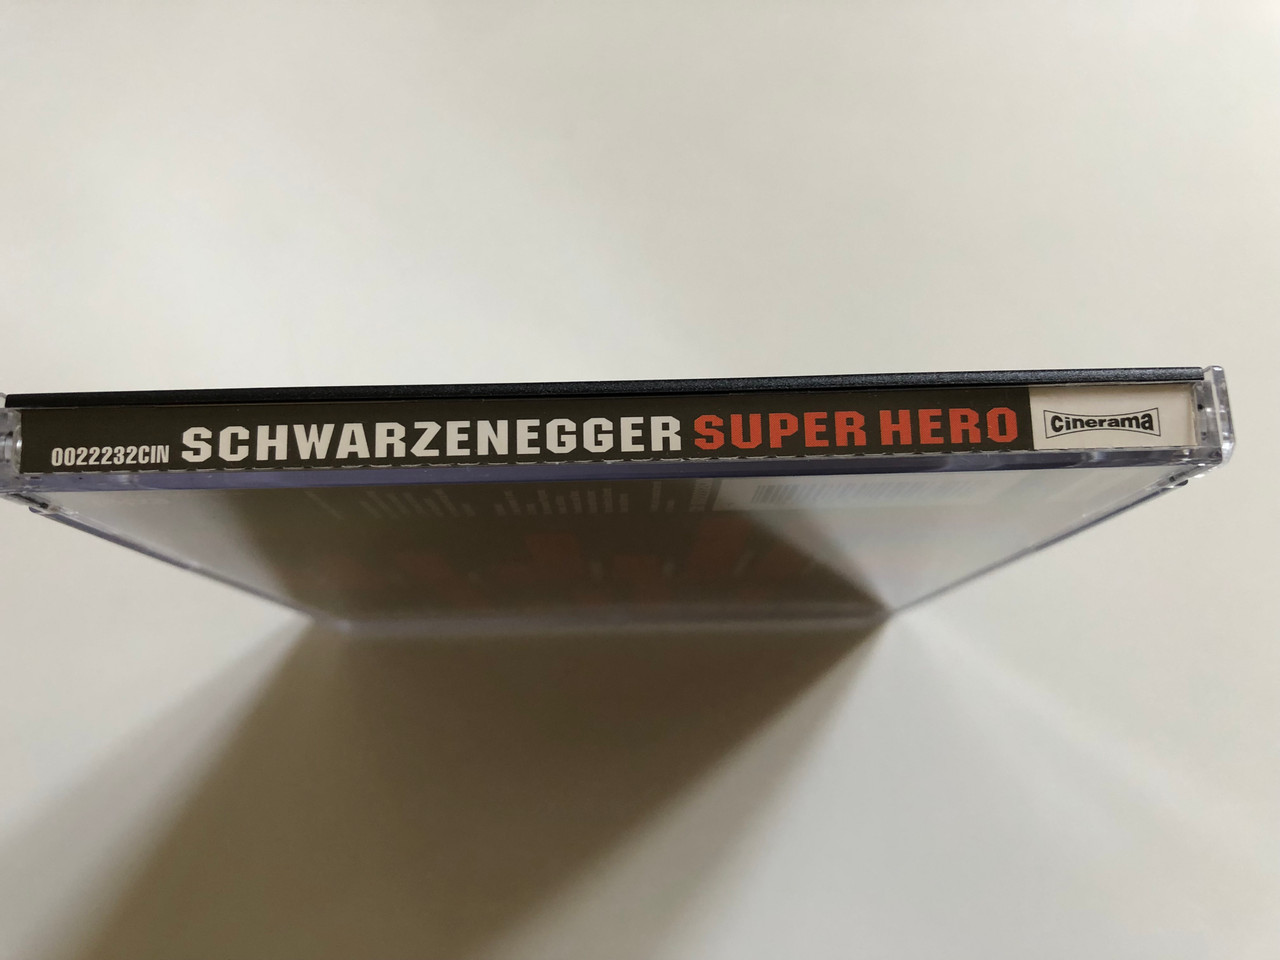 0022232CIN SCHWARZENEGGER SUPER HERO cinerama